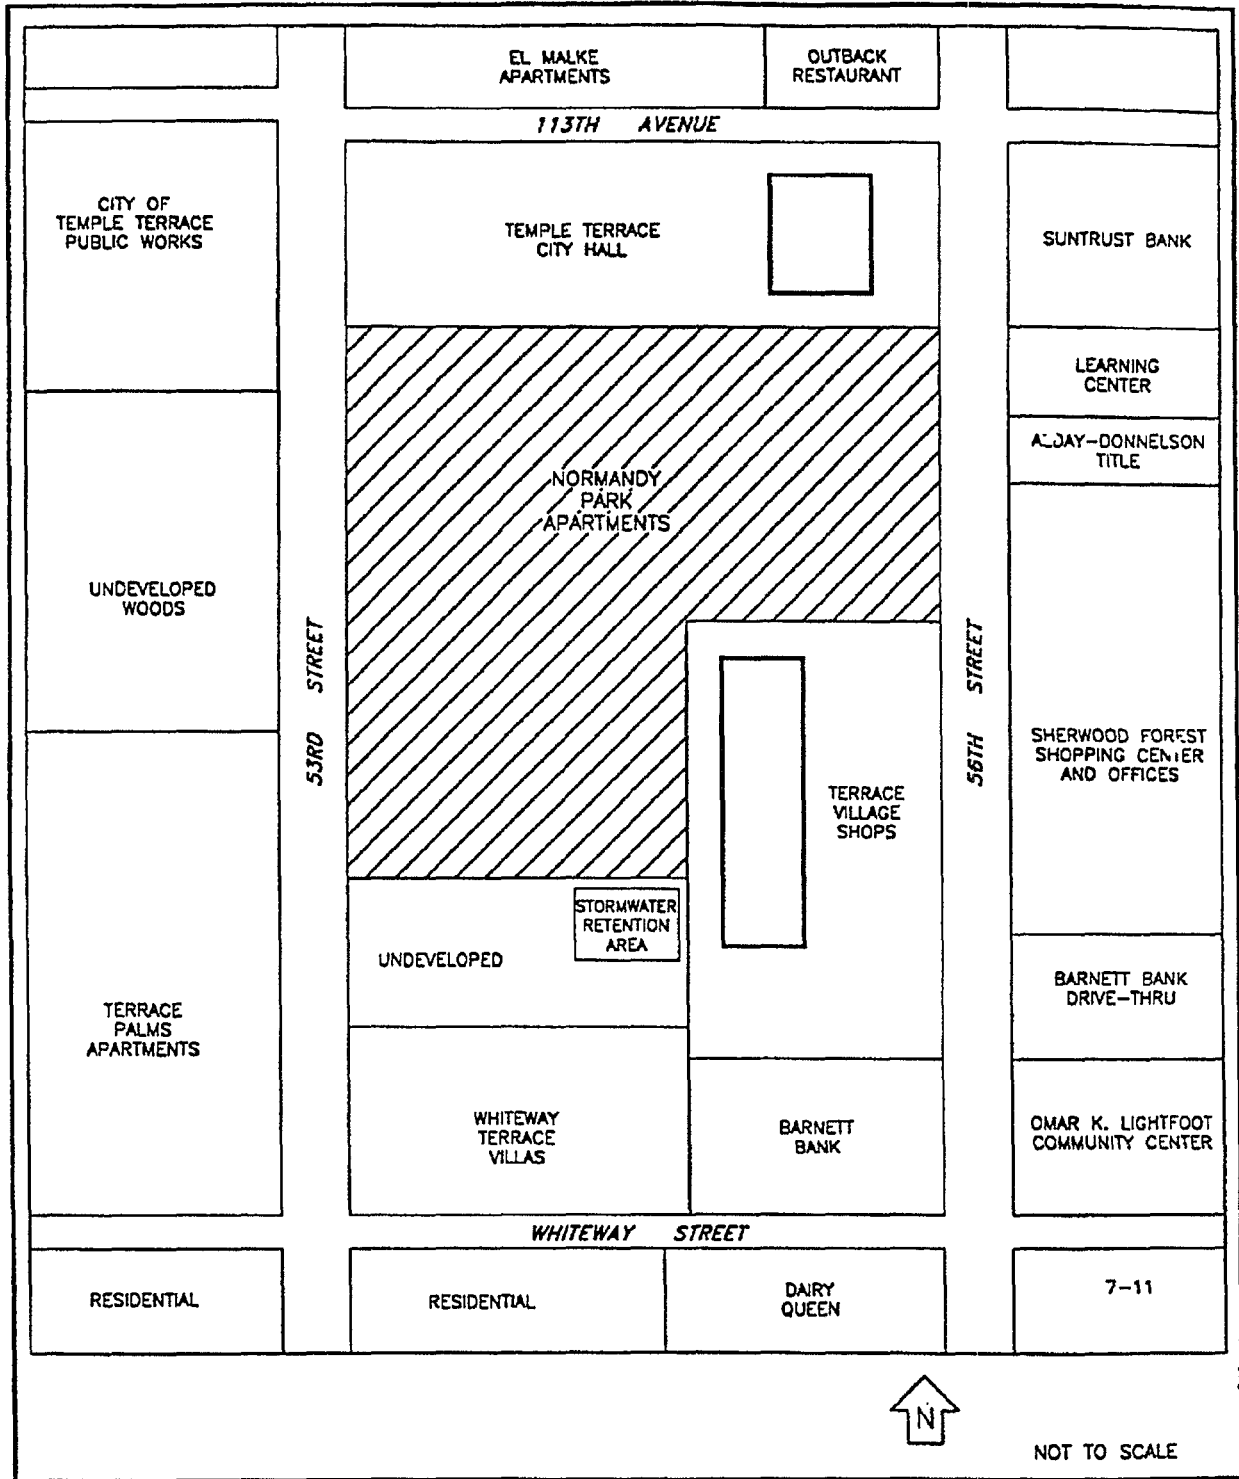 EL MALKE
APARTMENTS
OUTBACK
RESTAURANT
113TH AVENUE
CITY OF
TEMPLE TERRACE
PUBLIC WORKS
TEMPLE TERRACE
CITY HALL
SUNTRUST BANK
LEARNING
CENTER
ALDAY-DONNELSON
TITLE
NORMANDY
PARK
APARTMENTS
UNDEVELOPED
WOODS
53RD STREET
56TH STREET
SHERWOOD FOREST
SHOPPING CENTER
AND OFFICES
TERRACE
VILLAGE
SHOPS
STORMWATER
RETENTION
AREA
UNDEVELOPED
BARNETT BANK
DRIVE-THRU
TERRACE
PALMS
APARTMENTS
WHITEWAY
TERRACE
VILLAS
BARNETT
BANK
OMAR K. LIGHTFOOT
COMMUNITY CENTER
WHITEWAY STREET
RESIDENTIAL
RESIDENTIAL
DAIRY
QUEEN
7-11
N
NOT TO SCALE